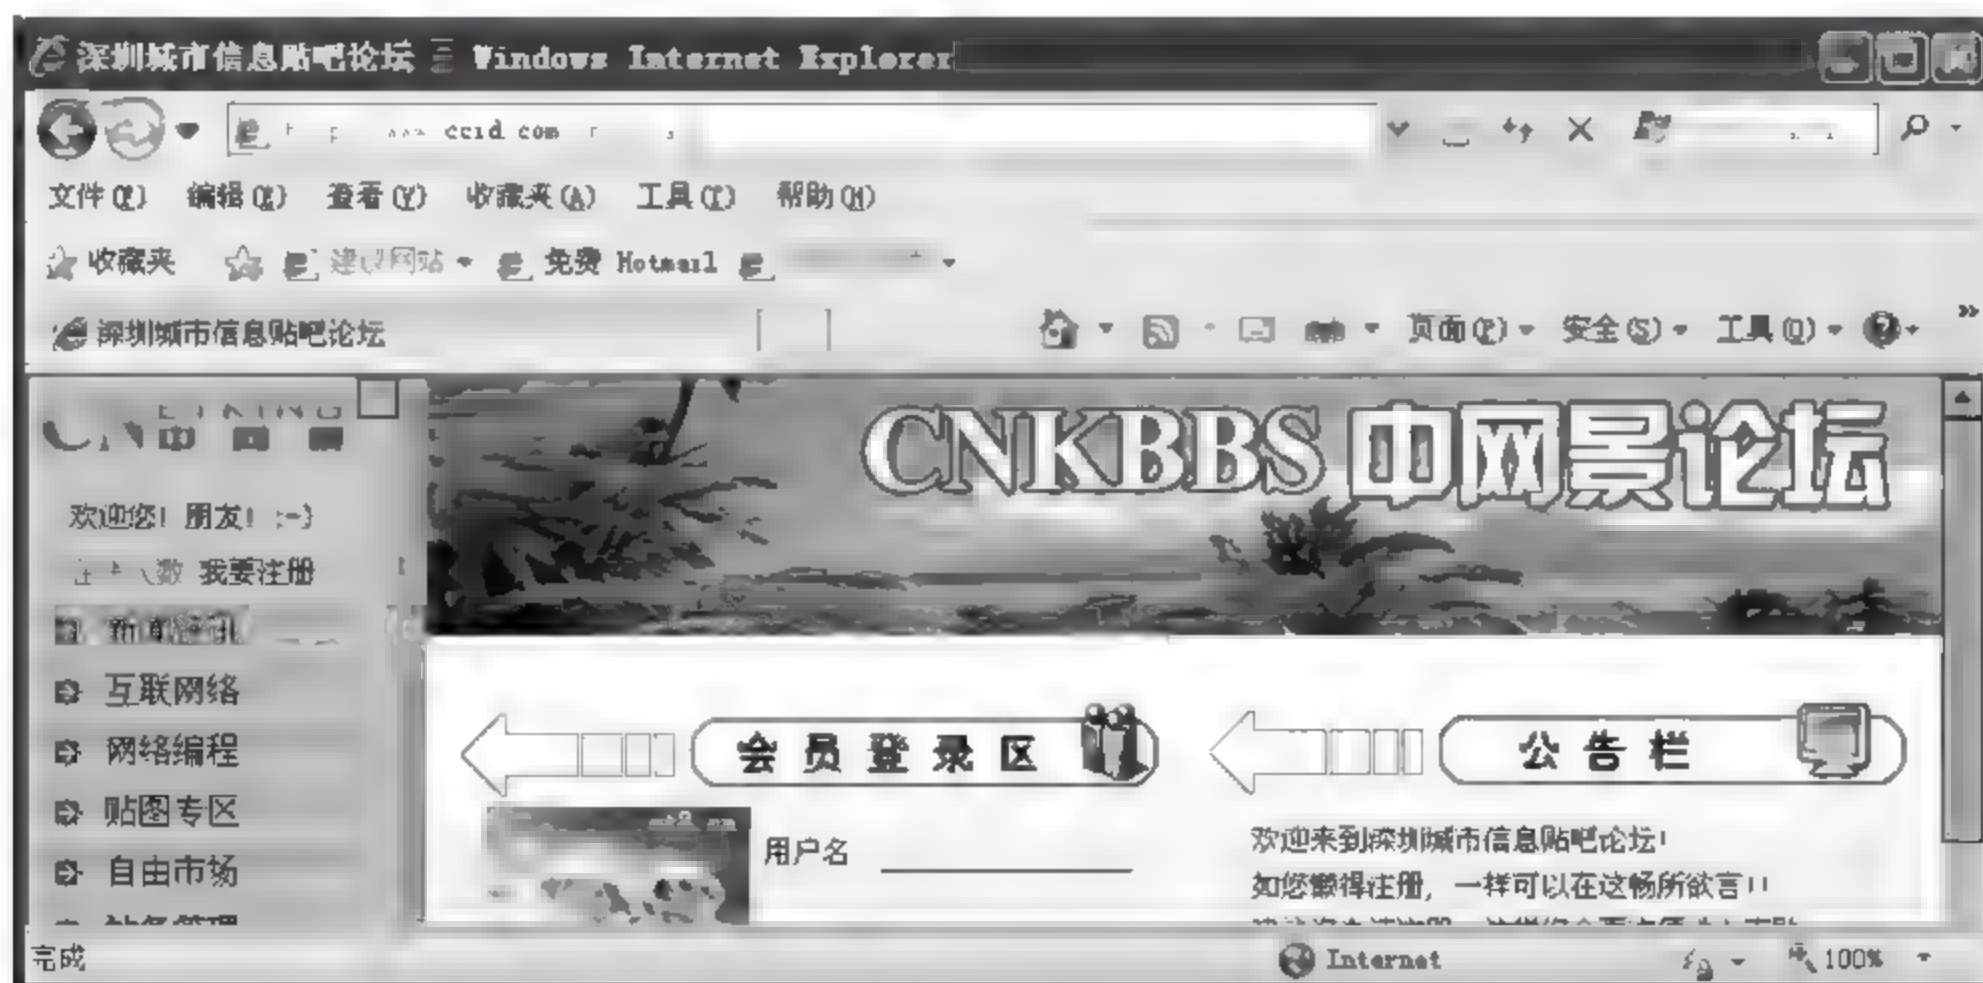 深圳城市信息贴吧论坛 Windows Internet Explorer
ccid com
文件(F) 编辑(E) 查看(V) 收藏夹(A) 工具(T) 帮助(H)
收藏夹 建议网站 免费 Hotmail
深圳城市信息贴吧论坛 页面(P) 安全(S) 工具(O)
CNKBBS 中网景论坛
欢迎您! 朋友! :-)
我要注册
互联网络
网络编程
贴图专区
自由市场
会员登录区
用户名
公告栏
欢迎来到深圳城市信息贴吧论坛!
如您懒得注册, 一样可以在这畅所欲言!!
完成 Internet 100%